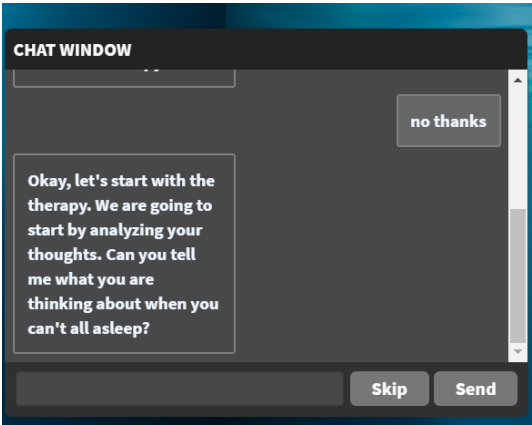 CHAT WINDOW
no thanks
Okay, let's start with the
therapy. We are going to
start by analyzing your
thoughts. Can you tell
me what you are
thinking about when you
can't all asleep?
Skip Send